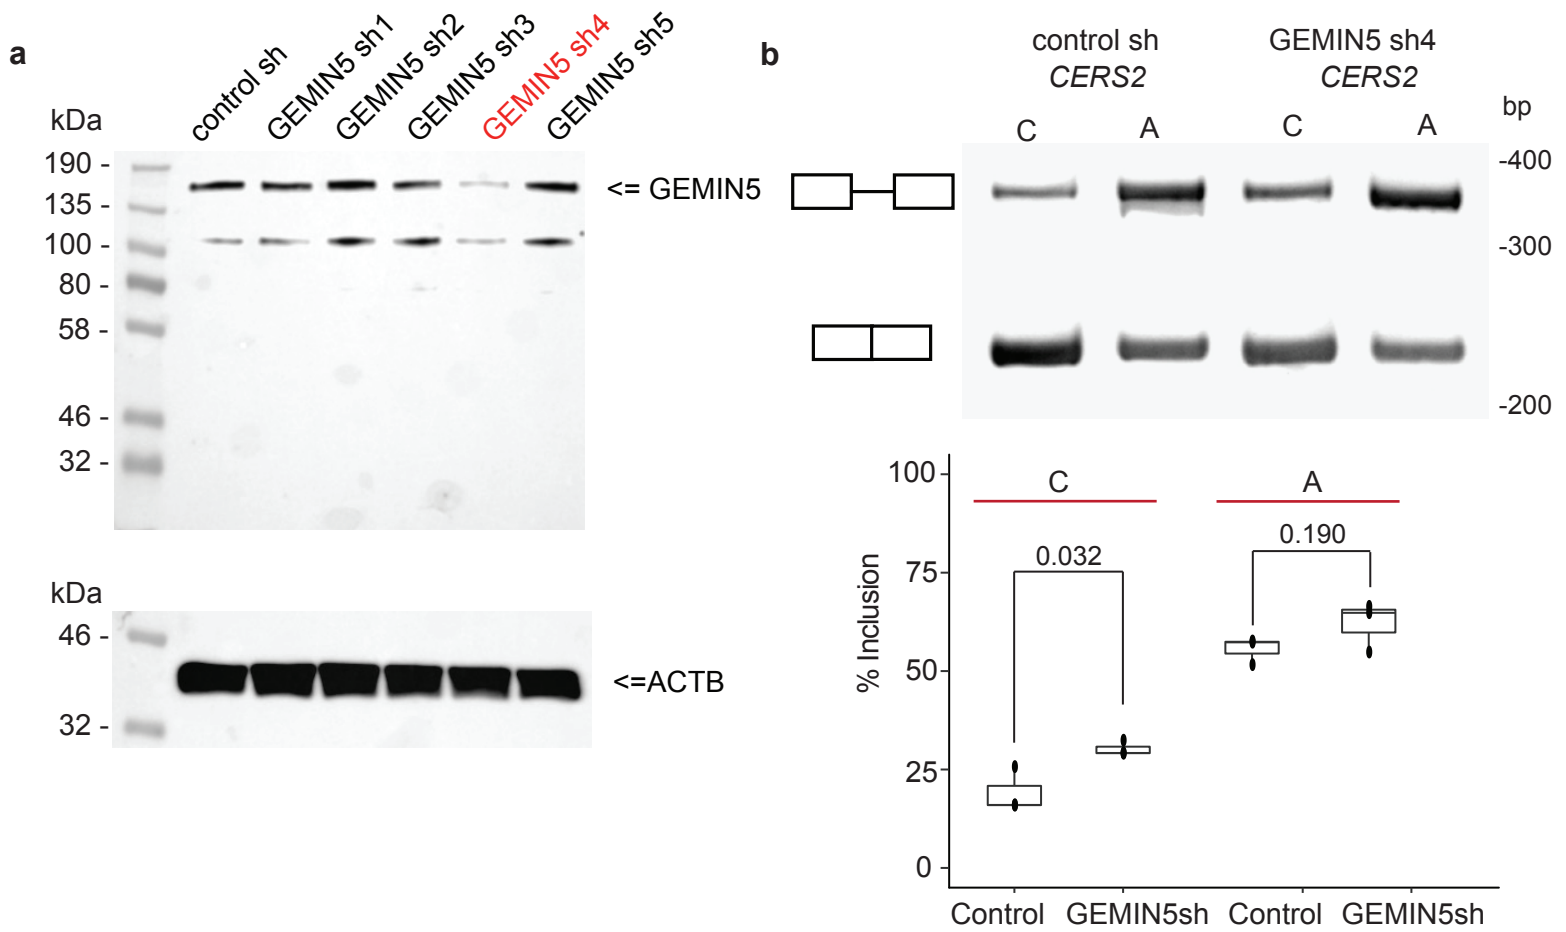 a
control sh
GEMIN5 sh1
GEMIN5 sh2
GEMIN5 sh3
GEMIN5 sh4
GEMIN5 sh5
kDa
190 -
135 -
100 -
80 -
58 -
46 -
32 -
<= GEMIN5
kDa
46 -
32 -
<=ACTB
b
control sh
CERS2
GEMIN5 sh4
CERS2
C A C A
bp
-400
-300
-200
% Inclusion
100
75
50
25
0
C
A
0.032
0.190
Control GEMIN5sh Control GEMIN5sh